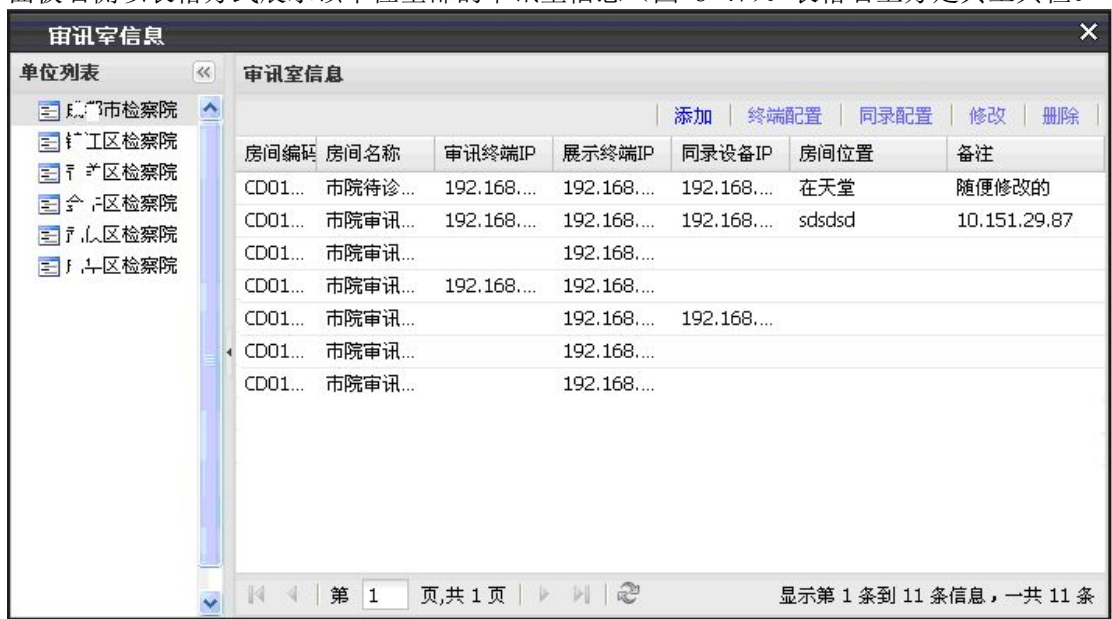 审讯室信息
单位列表
市检察院
江区检察院
区检察院
区检察院
区检察院
区检察院
审讯室信息
添加 终端配置 同录配置 修改 删除
房间编码 房间名称 审讯终端IP 展示终端IP 同录设备IP 房间位置 备注
CD01... 市院待诊... 192.168.... 192.168.... 192.168.... 在天堂 随便修改的
CD01... 市院审讯... 192.168.... 192.168.... 192.168.... sdsdsd 10.151.29.87
CD01... 市院审讯... 192.168....
CD01... 市院审讯... 192.168.... 192.168....
CD01... 市院审讯... 192.168.... 192.168....
CD01... 市院审讯... 192.168....
CD01... 市院审讯... 192.168....
第 1 页,共 1 页 显示第 1 条到 11 条信息，一共 11 条